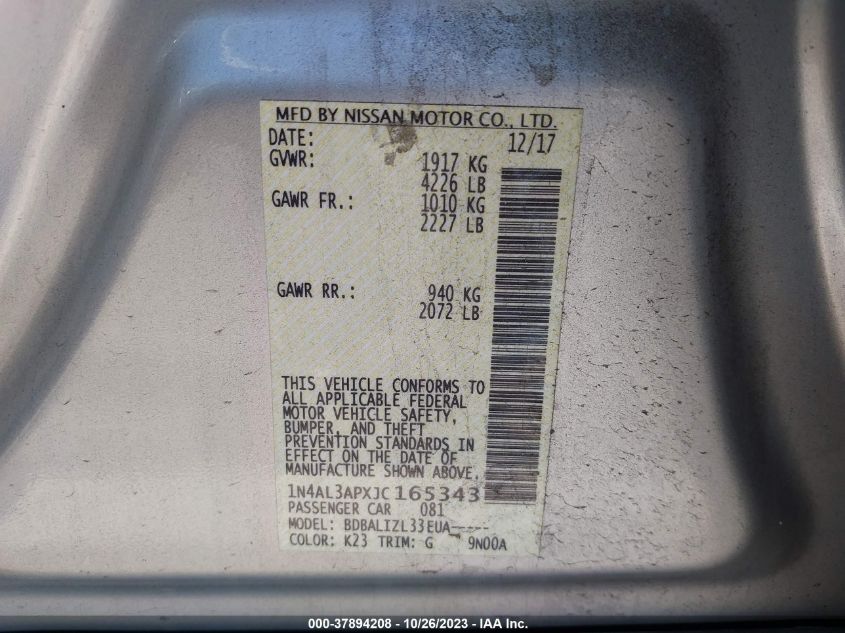 MFD BY NISSAN MOTOR CO., LTD.
DATE: 12/17
GVWR: 1917 KG
4226 LB
GAWR FR.: 1010 KG
2227 LB
GAWR RR.: 940 KG
2072 LB
THIS VEHICLE CONFORMS TO
ALL APPLICABLE FEDERAL
MOTOR VEHICLE SAFETY,
BUMPER, AND THEFT
PREVENTION STANDARDS IN
EFFECT ON THE DATE OF
MANUFACTURE SHOWN ABOVE.
1N4AL3APXJC165343
PASSENGER CAR 081
MODEL: BDBALIZL33EUA-----
COLOR: K23 TRIM: G 9N00A
000-37894208 - 10/26/2023 - IAA Inc.